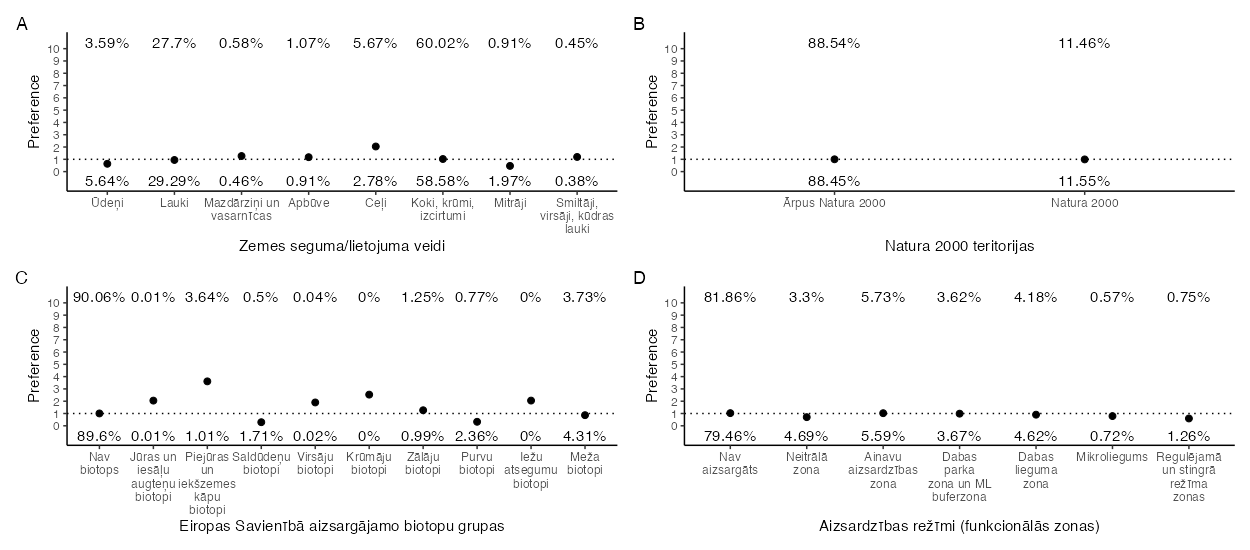 A
3.59% 27.7% 0.58% 1.07% 5.67% 60.02% 0.91% 0.45%
10
9
8
7
6
5
4
3
2
1
0
Preference
5.64% 29.29% 0.46% 0.91% 2.78% 58.58% 1.97% 0.38%
Ūdeņi
Lauki
Mazdārziņi un
vasarnīcas
Apbūve
Ceļi
Koki, krūmi,
izcirtumi
Mitrāji
Smiltāji,
virsāji, kūdras
lauki
Zemes seguma/lietojuma veidi
B
88.54% 11.46%
10
9
8
7
6
5
4
3
2
1
0
Preference
88.45% 11.55%
Ārpus Natura 2000
Natura 2000
Natura 2000 teritorijas
C
90.06% 0.01% 3.64% 0.5% 0.04% 0% 1.25% 0.77% 0% 3.73%
10
9
8
7
6
5
4
3
2
1
0
Preference
89.6% 0.01% 1.01% 1.71% 0.02% 0% 0.99% 2.36% 0% 4.31%
Nav
biotops
Jūras un
iesāļu
augteņu
biotopi
Piejūras
un
iekšzemes
kāpu
biotopi
Saldūdeņu
biotopi
Virsāju
biotopi
Krūmāju
biotopi
Zālāju
biotopi
Purvu
biotopi
Iežu
atsegumu
biotopi
Meža
biotopi
Eiropas Savienībā aizsargājamo biotopu grupas
D
81.86% 3.3% 5.73% 3.62% 4.18% 0.57% 0.75%
10
9
8
7
6
5
4
3
2
1
0
Preference
79.46% 4.69% 5.59% 3.67% 4.62% 0.72% 1.26%
Nav
aizsargāts
Neitrālā
zona
Ainavu
aizsardzības
zona
Dabas
parka
zona un ML
buferzona
Dabas
lieguma
zona
Mikroliegums
Regulējamā
un stingrā
režīma
zonas
Aizsardzības režīmi (funkcionālās zonas)